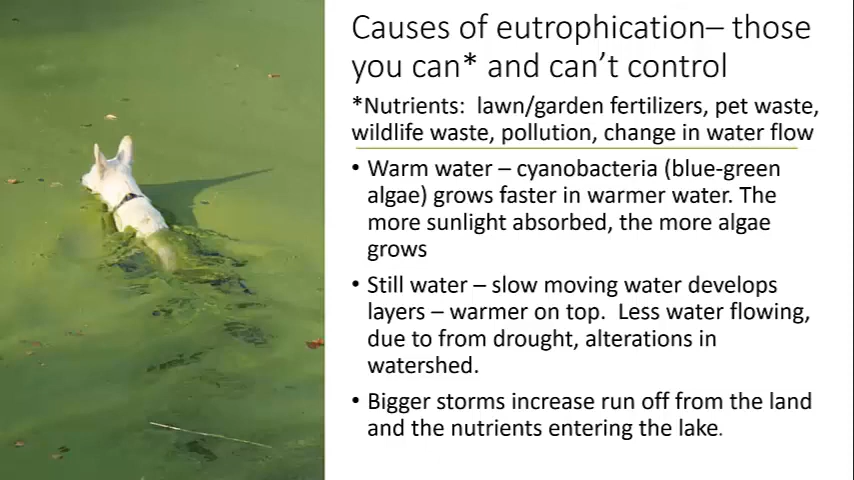 Causes of eutrophication– those
you can* and can’t control
*Nutrients:  lawn/garden fertilizers, pet waste,
wildlife waste, pollution, change in water flow
• Warm water – cyanobacteria (blue-green
algae) grows faster in warmer water. The
more sunlight absorbed, the more algae
grows
• Still water – slow moving water develops
layers – warmer on top.  Less water flowing,
due to from drought, alterations in
watershed.
• Bigger storms increase run off from the land
and the nutrients entering the lake.